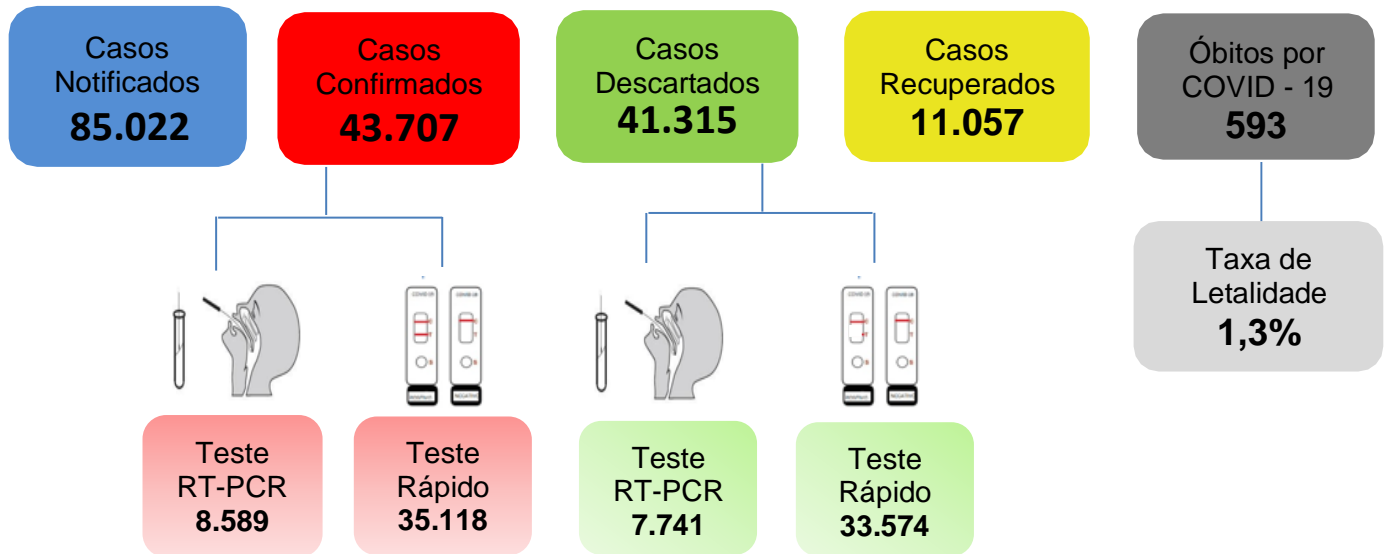 Casos
Notificados
85.022
Casos
Confirmados
43.707
Casos
Descartados
41.315
Casos
Recuperados
11.057
Óbitos por
COVID - 19
593
Taxa de
Letalidade
1,3%
Teste
RT-PCR
8.589
Teste
Rápido
35.118
Teste
RT-PCR
7.741
Teste
Rápido
33.574